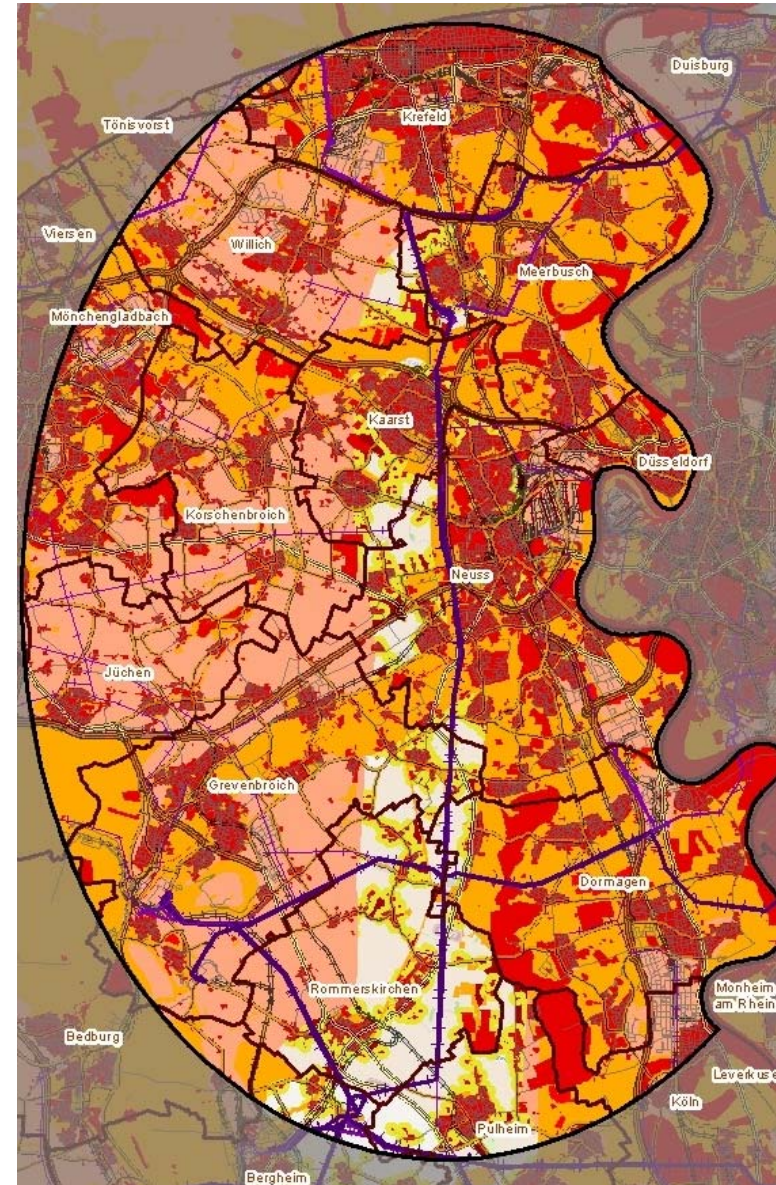 Duisburg
Tönisvorst
Krefeld
Viersen
Willich
Meerbusch
Mönchengladbach
Kaarst
Düsseldorf
Korschenbroich
Neuss
Jüchen
Grevenbroich
Dormagen
Rommerskirchen
Monheim
am Rhein
Bedburg
Leverkuse
Köln
Pulheim
Bergheim